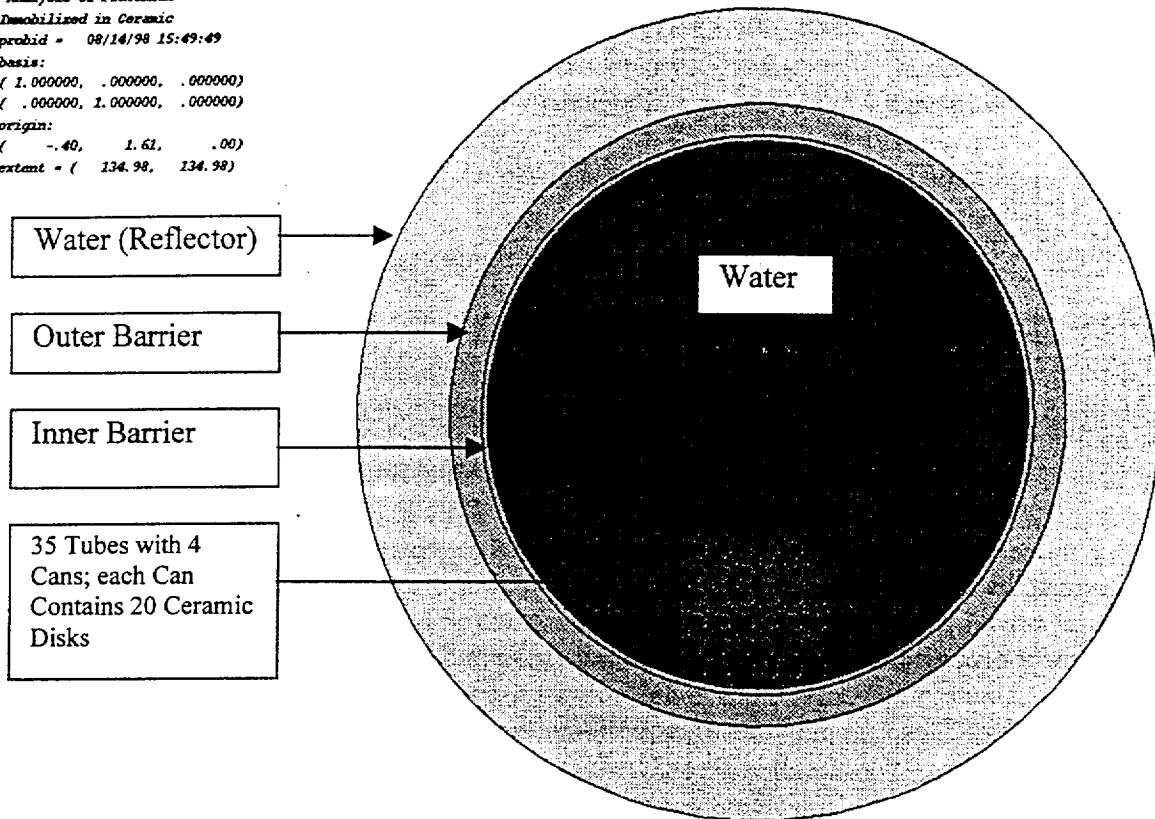 Immobilized in Ceramic
probid = 08/14/98 15:49:49
basis:
( 1.000000, .000000, .000000)
( .000000, 1.000000, .000000)
origin:
( -.40, 1.61, .00)
extent = ( 134.98, 134.98)
Water (Reflector)
Outer Barrier
Inner Barrier
35 Tubes with 4
Cans; each Can
Contains 20 Ceramic
Disks
Water